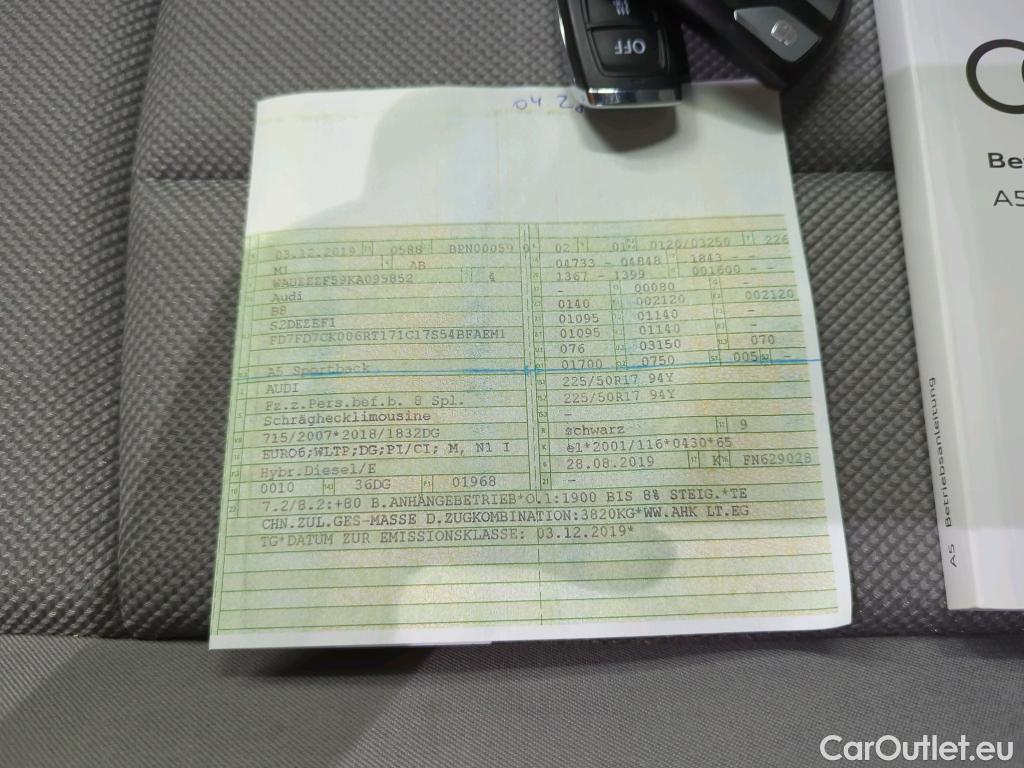 OFF
Be
A5
03.12.2019 0588 BPN00059 0 02 01 0120/03250 226
M1 AB 04733 - 04848 1843 - -
WAUZZZF59KA095852 4 1367 - 1399 001600 - -
Audi - 00080 -
B8 0140 002120 002120
S2DEZEF1 01095 01140 -
FD7FD7CK006RT171C17S54BFAEM1 01095 01140 -
076 03150 070
A5 Sportback 01700 0750 005 -
AUDI 225/50R17 94Y
Fz.z.Pers.bef.b. 8 Spl. 225/50R17 94Y
Schräghecklimousine -
715/2007*2018/1832DG schwarz 9
EURO6;WLTP;DG;PI/CI; M, N1 I e1*2001/116*0430*65
Hybr.Diesel/E 28.08.2019 K FN629028
0010 36DG 01968 -
7.2/8.2:+80 B.ANHÄNGEBETRIEB*O.1:1900 BIS 8% STEIG.*TE
CHN.ZUL.GES-MASSE D.ZUGKOMBINATION:3820KG*WW.AHK LT.EG
TG*DATUM ZUR EMISSIONSKLASSE: 03.12.2019*
A5 Betriebsanleitung
CarOutlet.eu